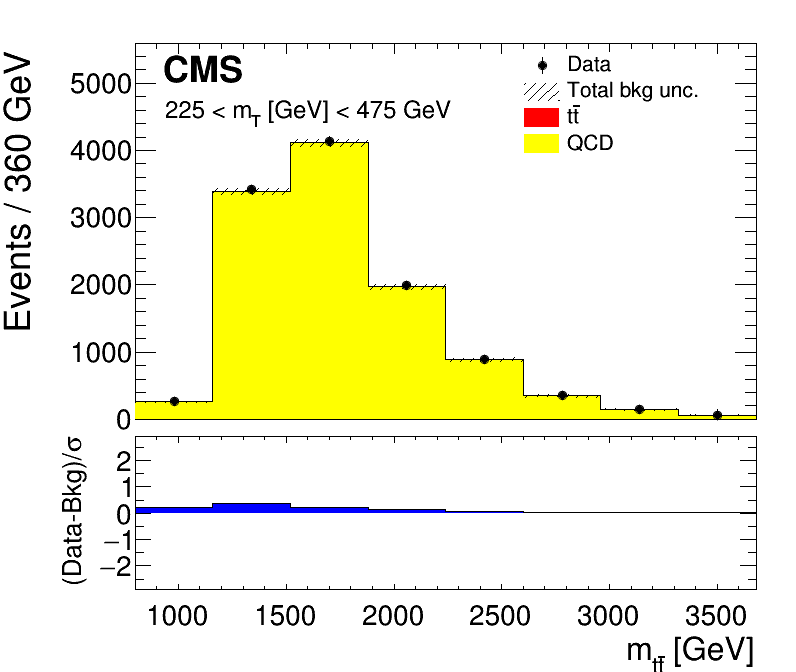 CMS
225 < m_T [GeV] < 475 GeV
Data
Total bkg unc.
tt̄
QCD
Events / 360 GeV
5000
4000
3000
2000
1000
0
(Data-Bkg)/σ
2
1
0
−1
−2
1000 1500 2000 2500 3000 3500
m_tt̄ [GeV]